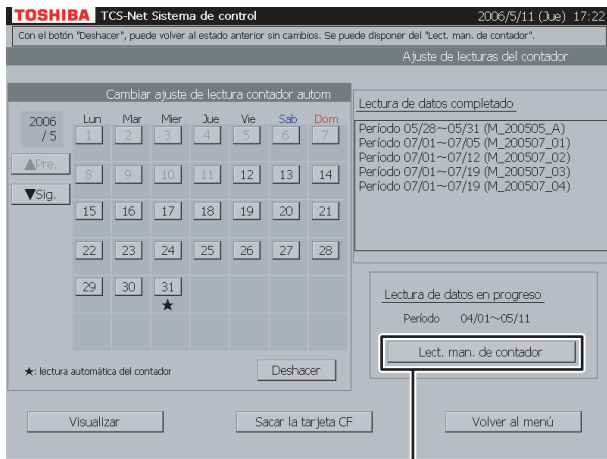 TOSHIBA TCS-Net Sistema de control 2006/5/11 (Jue) 17:22
Con el botón "Deshacer", puede volver al estado anterior sin cambios. Se puede disponer del "Lect. man. de contador".
Ajuste de lecturas del contador
Cambiar ajuste de lectura contador autom
2006 / 5
▲Pre.
▼Sig.
Lun Mar Mier Jue Vie Sab Dom
1 2 3 4 5 6 7
8 9 10 11 12 13 14
15 16 17 18 19 20 21
22 23 24 25 26 27 28
29 30 31
★
★: lectura automática del contador
Deshacer
Lectura de datos completado
Período 05/28~05/31 (M_200505_A)
Período 07/01~07/05 (M_200507_01)
Período 07/01~07/12 (M_200507_02)
Período 07/01~07/19 (M_200507_03)
Período 07/01~07/19 (M_200507_04)
Lectura de datos en progreso
Período 04/01~05/11
Lect. man. de contador
Visualizar
Sacar la tarjeta CF
Volver al menú